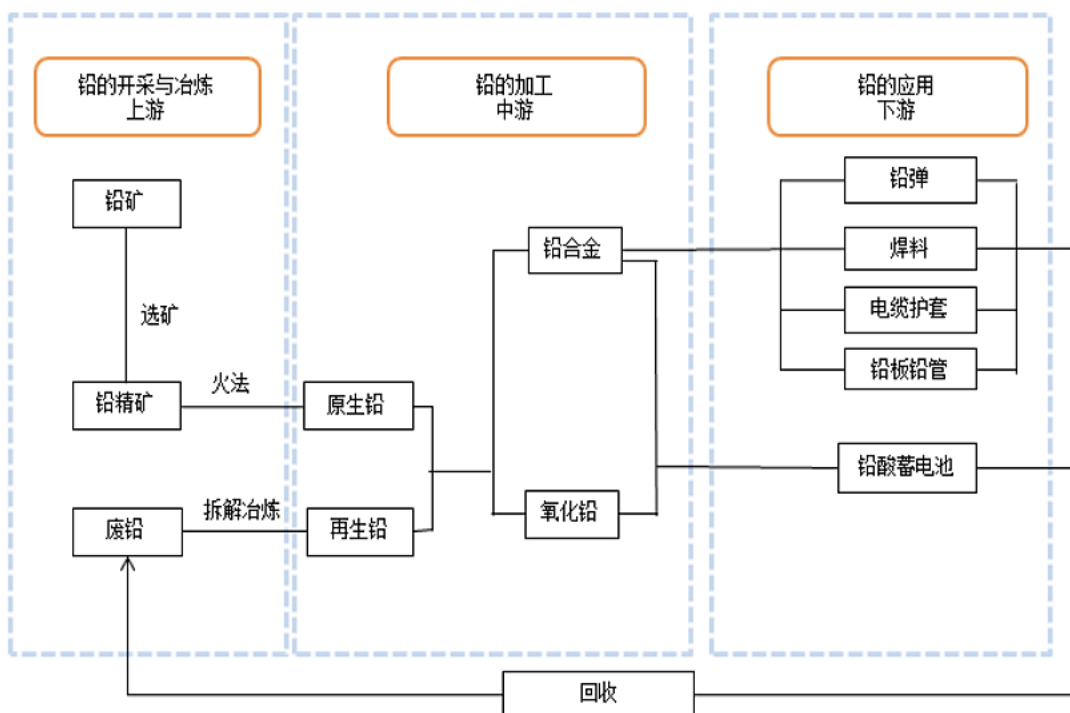 铅的开采与冶炼
上游
铅的加工
中游
铅的应用
下游
铅矿
选矿
铅精矿
火法
原生铅
废铅
拆解冶炼
再生铅
铅合金
氧化铅
铅弹
焊料
电缆护套
铅板铅管
铅酸蓄电池
回收